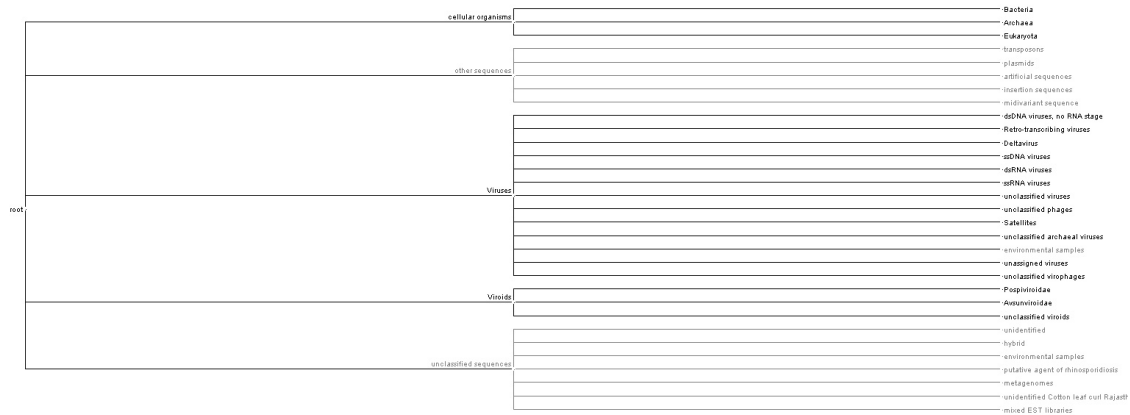 Bacteria
cellular organisms
Archaea
Eukaryota
transposons
plasmids
other sequences
artificial sequences
insertion sequences
midivariant sequence
dsDNA viruses, no RNA stage
Retro-transcribing viruses
Deltavirus
ssDNA viruses
dsRNA viruses
ssRNA viruses
Viruses
unclassified viruses
root
unclassified phages
Satellites
unclassified archaeal viruses
environmental samples
unassigned viruses
unclassified virophages
Pospiviroidae
Viroids
Avsunviroidae
unclassified viroids
unidentified
hybrid
environmental samples
unclassified sequences
putative agent of rhinosporidiosis
metagenomes
unidentified Cotton leaf curl Rajasth
mixed EST libraries